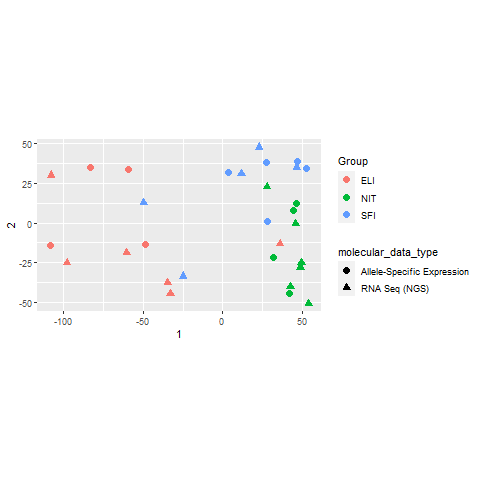 50
25
0
-25
-50
2
-100
-50
0
50
1
Group
ELI
NIT
SFI
molecular_data_type
Allele-Specific Expression
RNA Seq (NGS)